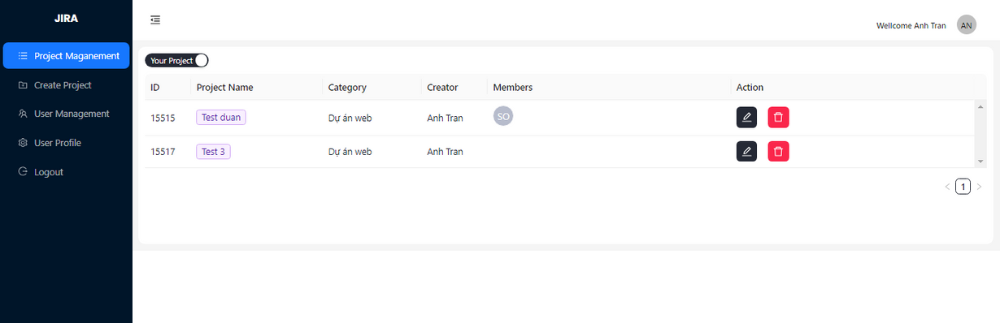 JIRA
Wellcome Anh Tran AN
Project Maganement
Create Project
User Management
User Profile
Logout
Your Project
ID Project Name Category Creator Members Action
15515 Test duan Dự án web Anh Tran SO
15517 Test 3 Dự án web Anh Tran
1